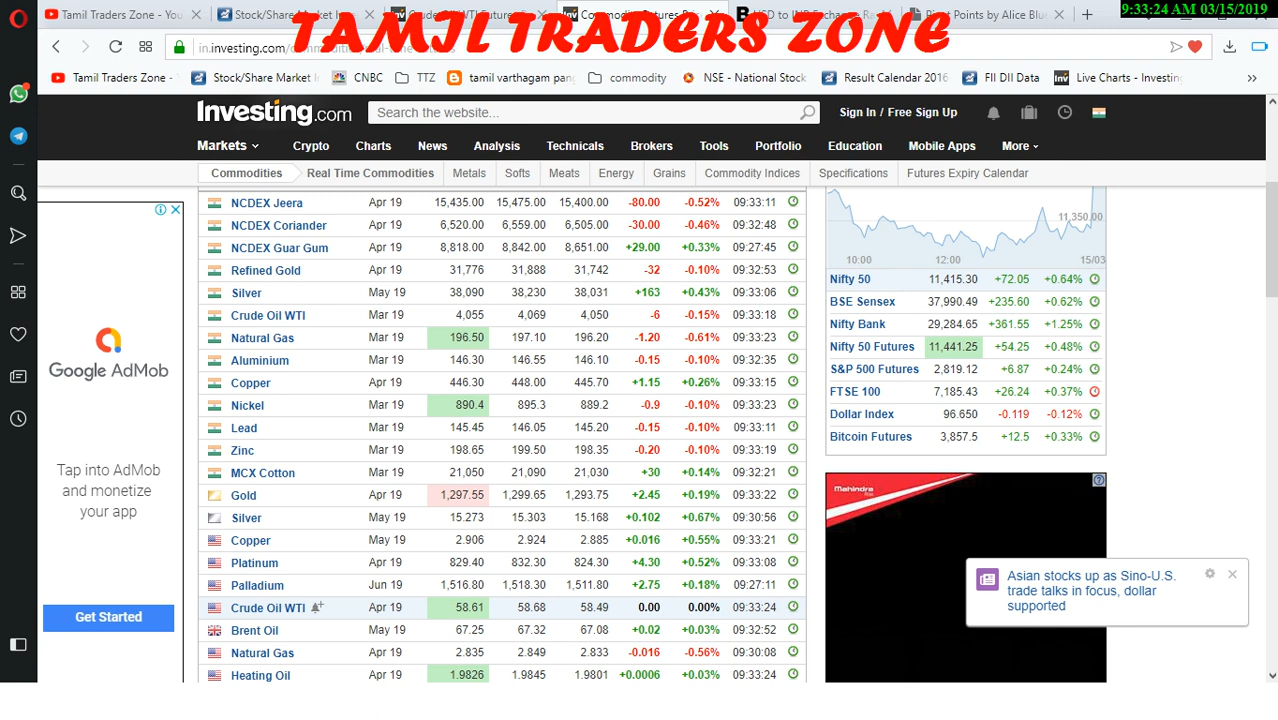 Tamil Traders Zone - You
Stock/Share Market In
Commodity Futures Pri
USD to INR Exchange Ra
Pivot Points by Alice Blue
9:33:24 AM 03/15/2019
TAMIL TRADERS ZONE
in.investing.com/
Tamil Traders Zone -
Stock/Share Market I
CNBC
TTZ
tamil varthagam pan
commodity
NSE - National Stock
Result Calendar 2016
FII DII Data
Live Charts - Investin
»
Investing.com
Search the website...
Sign In / Free Sign Up
Markets Crypto Charts News Analysis Technicals Brokers Tools Portfolio Education Mobile Apps More
Commodities Real Time Commodities Metals Softs Meats Energy Grains Commodity Indices Specifications Futures Expiry Calendar
NCDEX Jeera Apr 19 15,435.00 15,475.00 15,400.00 -80.00 -0.52% 09:33:11
NCDEX Coriander Apr 19 6,520.00 6,559.00 6,505.00 -30.00 -0.46% 09:32:48
NCDEX Guar Gum Apr 19 8,818.00 8,842.00 8,651.00 +29.00 +0.33% 09:27:45
Refined Gold Apr 19 31,776 31,888 31,742 -32 -0.10% 09:32:53
Silver May 19 38,090 38,230 38,031 +163 +0.43% 09:33:06
Crude Oil WTI Mar 19 4,055 4,069 4,050 -6 -0.15% 09:33:18
Natural Gas Mar 19 196.50 197.10 196.20 -1.20 -0.61% 09:33:23
Aluminium Mar 19 146.30 146.55 146.10 -0.15 -0.10% 09:32:35
Copper Apr 19 446.30 448.00 445.70 +1.15 +0.26% 09:33:15
Nickel Mar 19 890.4 895.3 889.2 -0.9 -0.10% 09:33:23
Lead Mar 19 145.45 146.05 145.20 -0.15 -0.10% 09:33:11
Zinc Mar 19 198.65 199.50 198.35 -0.20 -0.10% 09:33:19
MCX Cotton Mar 19 21,050 21,090 21,030 +30 +0.14% 09:32:21
Gold Apr 19 1,297.55 1,299.65 1,293.75 +2.45 +0.19% 09:33:22
Silver May 19 15.273 15.303 15.168 +0.102 +0.67% 09:30:56
Copper May 19 2.906 2.924 2.885 +0.016 +0.55% 09:33:21
Platinum Apr 19 829.40 832.30 824.30 +4.30 +0.52% 09:33:08
Palladium Jun 19 1,516.80 1,518.30 1,511.80 +2.75 +0.18% 09:27:11
Crude Oil WTI Apr 19 58.61 58.68 58.49 0.00 0.00% 09:33:24
Brent Oil May 19 67.25 67.32 67.08 +0.02 +0.03% 09:32:52
Natural Gas Apr 19 2.835 2.849 2.833 -0.016 -0.56% 09:30:08
Heating Oil Apr 19 1.9826 1.9845 1.9801 +0.0006 +0.03% 09:33:24
11,350.00
10:00 12:00 15/03
Nifty 50 11,415.30 +72.05 +0.64%
BSE Sensex 37,990.49 +235.60 +0.62%
Nifty Bank 29,284.65 +361.55 +1.25%
Nifty 50 Futures 11,441.25 +54.25 +0.48%
S&P 500 Futures 2,819.12 +6.87 +0.24%
FTSE 100 7,185.43 +26.24 +0.37%
Dollar Index 96.650 -0.119 -0.12%
Bitcoin Futures 3,857.5 +12.5 +0.33%
Google AdMob
Tap into AdMob
and monetize
your app
Get Started
Mahindra
Rise.
Asian stocks up as Sino-U.S.
trade talks in focus, dollar
supported